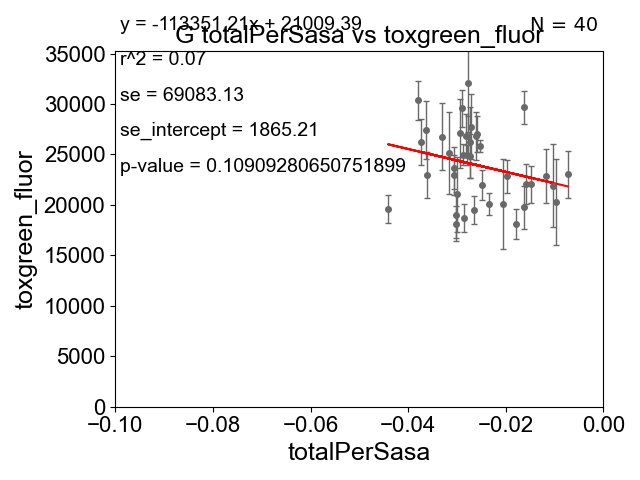 y = -113351.21x + 21009.39
N = 40
G totalPerSasa vs toxgreen_fluor
r^2 = 0.07
se = 69083.13
se_intercept = 1865.21
p-value = 0.10909280650751899
35000
30000
25000
20000
15000
10000
5000
0
toxgreen_fluor
−0.10 −0.08 −0.06 −0.04 −0.02 0.00
totalPerSasa